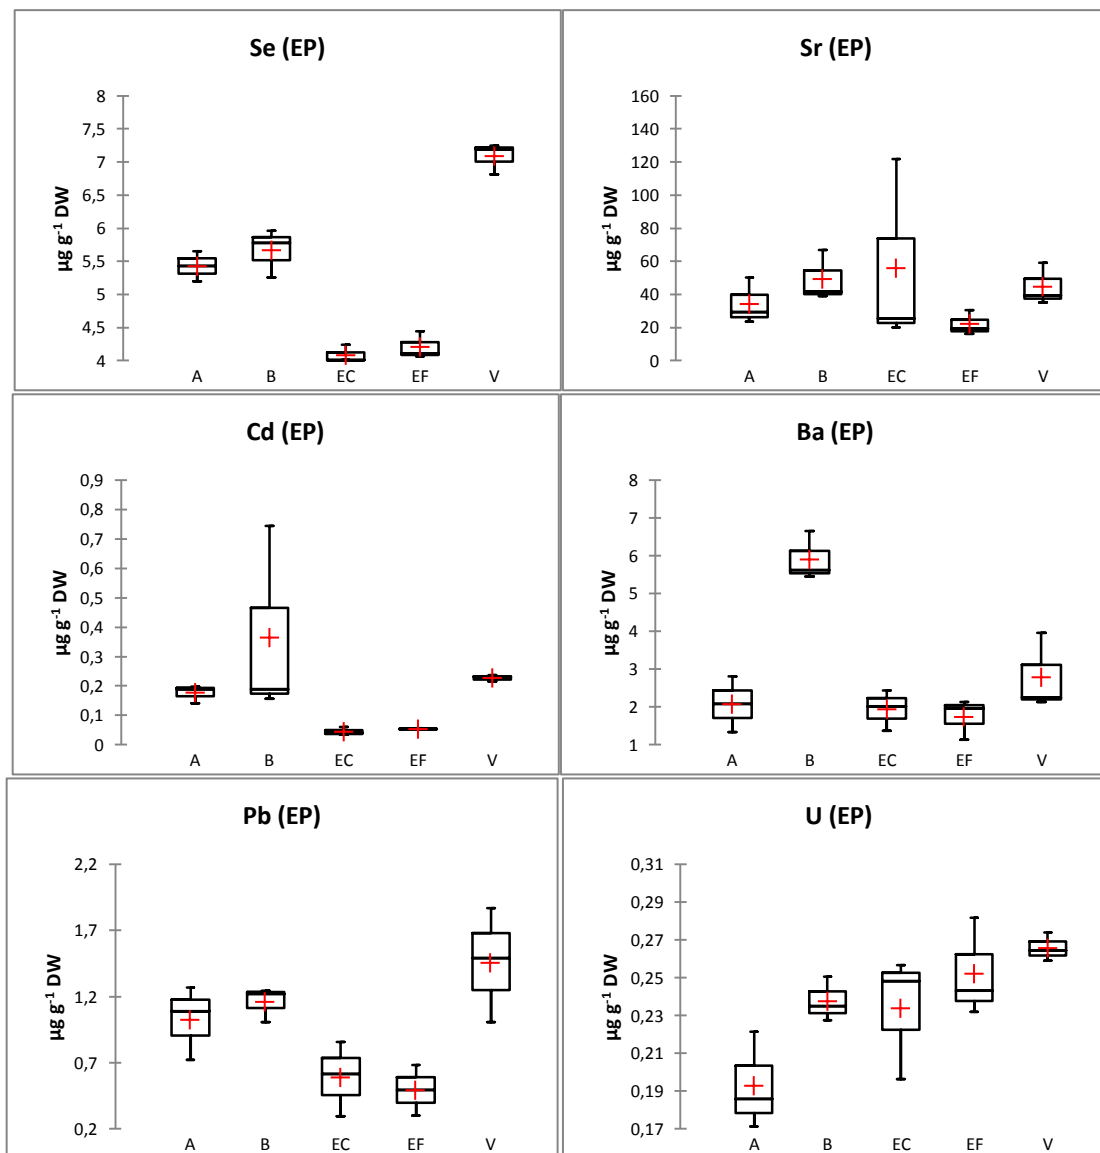 Se (EP)
µg g-1 DW
8
7,5
7
6,5
6
5,5
5
4,5
4
A B EC EF V
Sr (EP)
µg g-1 DW
160
140
120
100
80
60
40
20
0
A B EC EF V
Cd (EP)
µg g-1 DW
0,9
0,8
0,7
0,6
0,5
0,4
0,3
0,2
0,1
0
A B EC EF V
Ba (EP)
µg g-1 DW
8
7
6
5
4
3
2
1
A B EC EF V
Pb (EP)
µg g-1 DW
2,2
1,7
1,2
0,7
0,2
A B EC EF V
U (EP)
µg g-1 DW
0,31
0,29
0,27
0,25
0,23
0,21
0,19
0,17
A B EC EF V